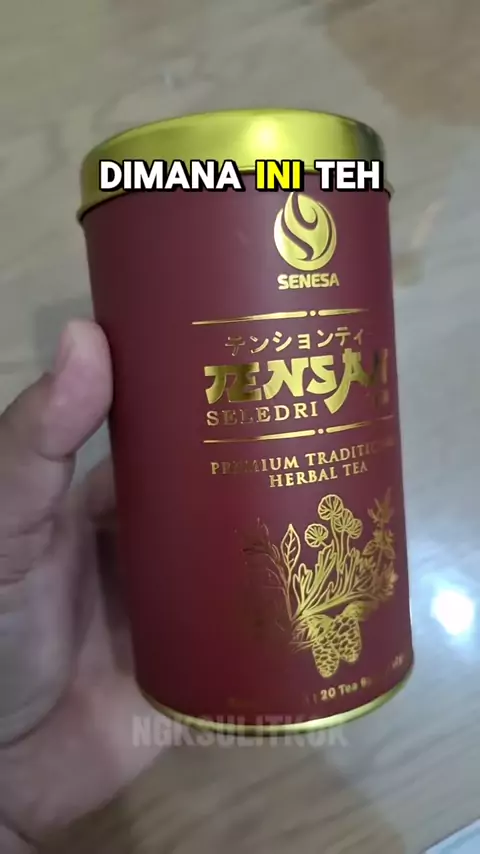 DIMANA INI TEH
SENESA
テンションティ
TENSAN
SELEDRI
PREMIUM TRADITIONAL
HERBAL TEA
20 Tea
NGKSULITKOK